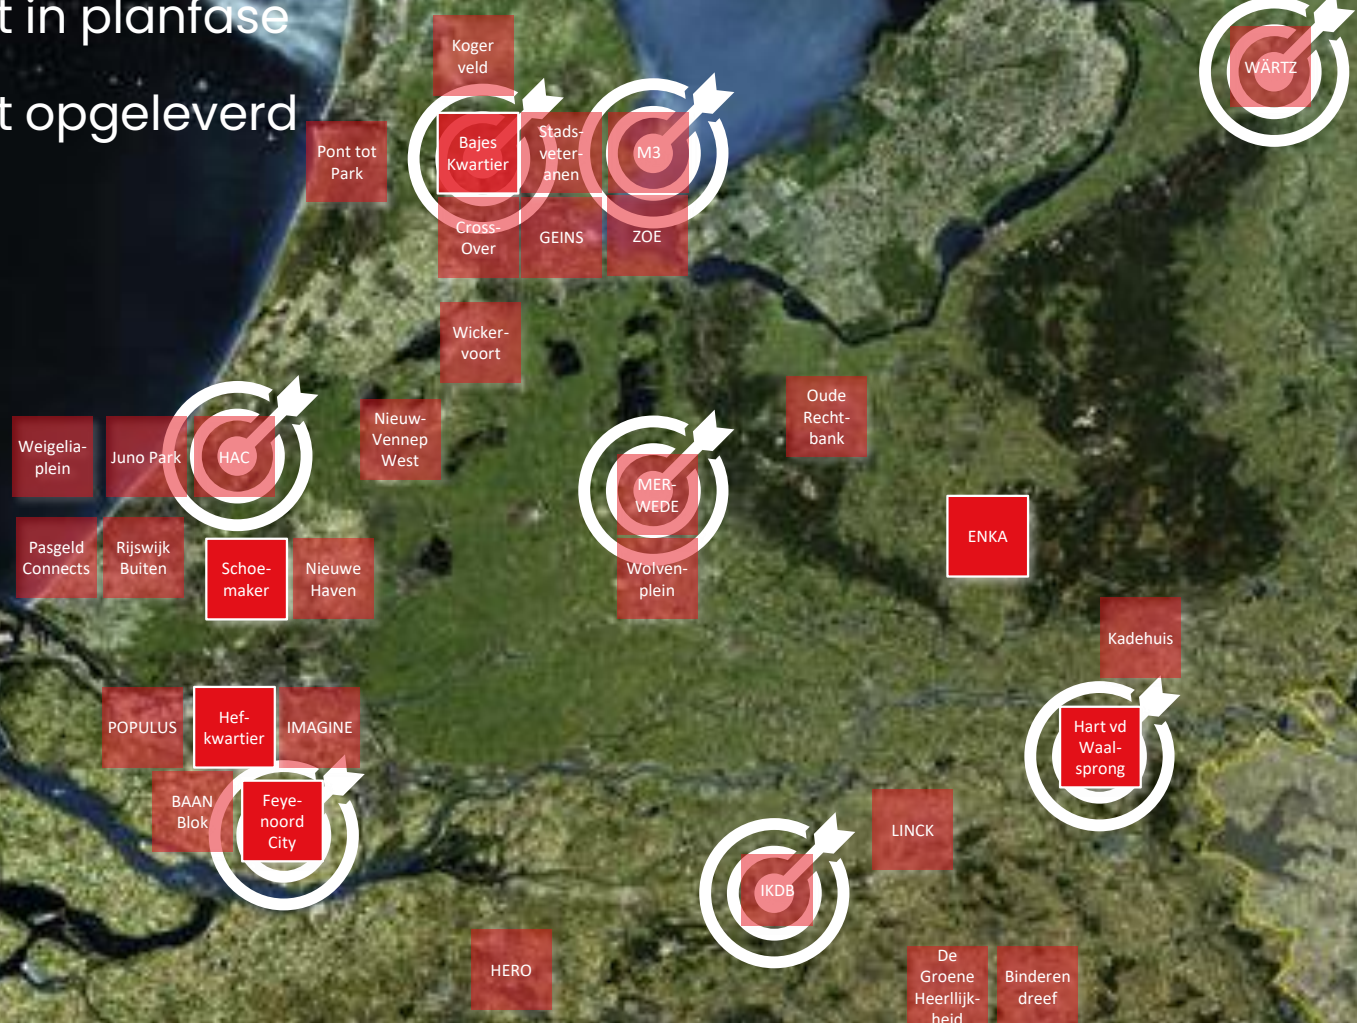 t in planfase
t opgeleverd
Koger
veld
WÄRTZ
Pont tot
Park
Bajes
Kwartier
Stads-
veter-
anen
M3
Cross-
Over
GEINS
ZOE
Wicker-
voort
Oude
Recht-
bank
Nieuw-
Vennep
West
Weigelia-
plein
Juno Park
HAC
MER-
WEDE
ENKA
Pasgeld
Connects
Rijswijk
Buiten
Schoe-
maker
Nieuwe
Haven
Wolven-
plein
Kadehuis
POPULUS
Hef-
kwartier
IMAGINE
Hart vd
Waal-
sprong
BAAN
Blok
Feye-
noord
City
LINCK
IKDB
HERO
De
Groene
Heerllijk-
heid
Binderen
dreef